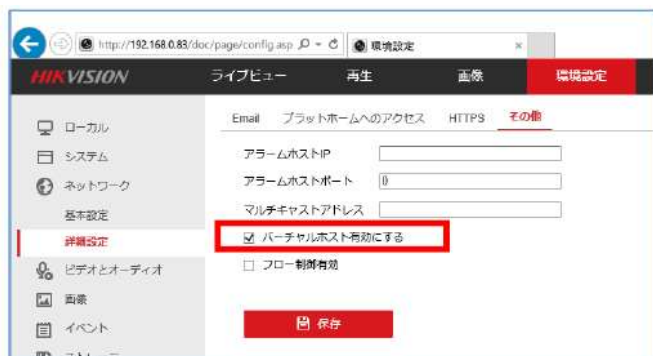 http://192.168.0.83/doc/page/config.asp
環境設定
HIKVISION
ライブビュー
再生
画像
環境設定
Email
プラットホームへのアクセス
HTTPS
その他
ローカル
システム
ネットワーク
基本設定
詳細設定
ビデオとオーディオ
画像
イベント
アラームホストIP
アラームホストポート
0
マルチキャストアドレス
バーチャルホスト有効にする
フロー制御有効
保存